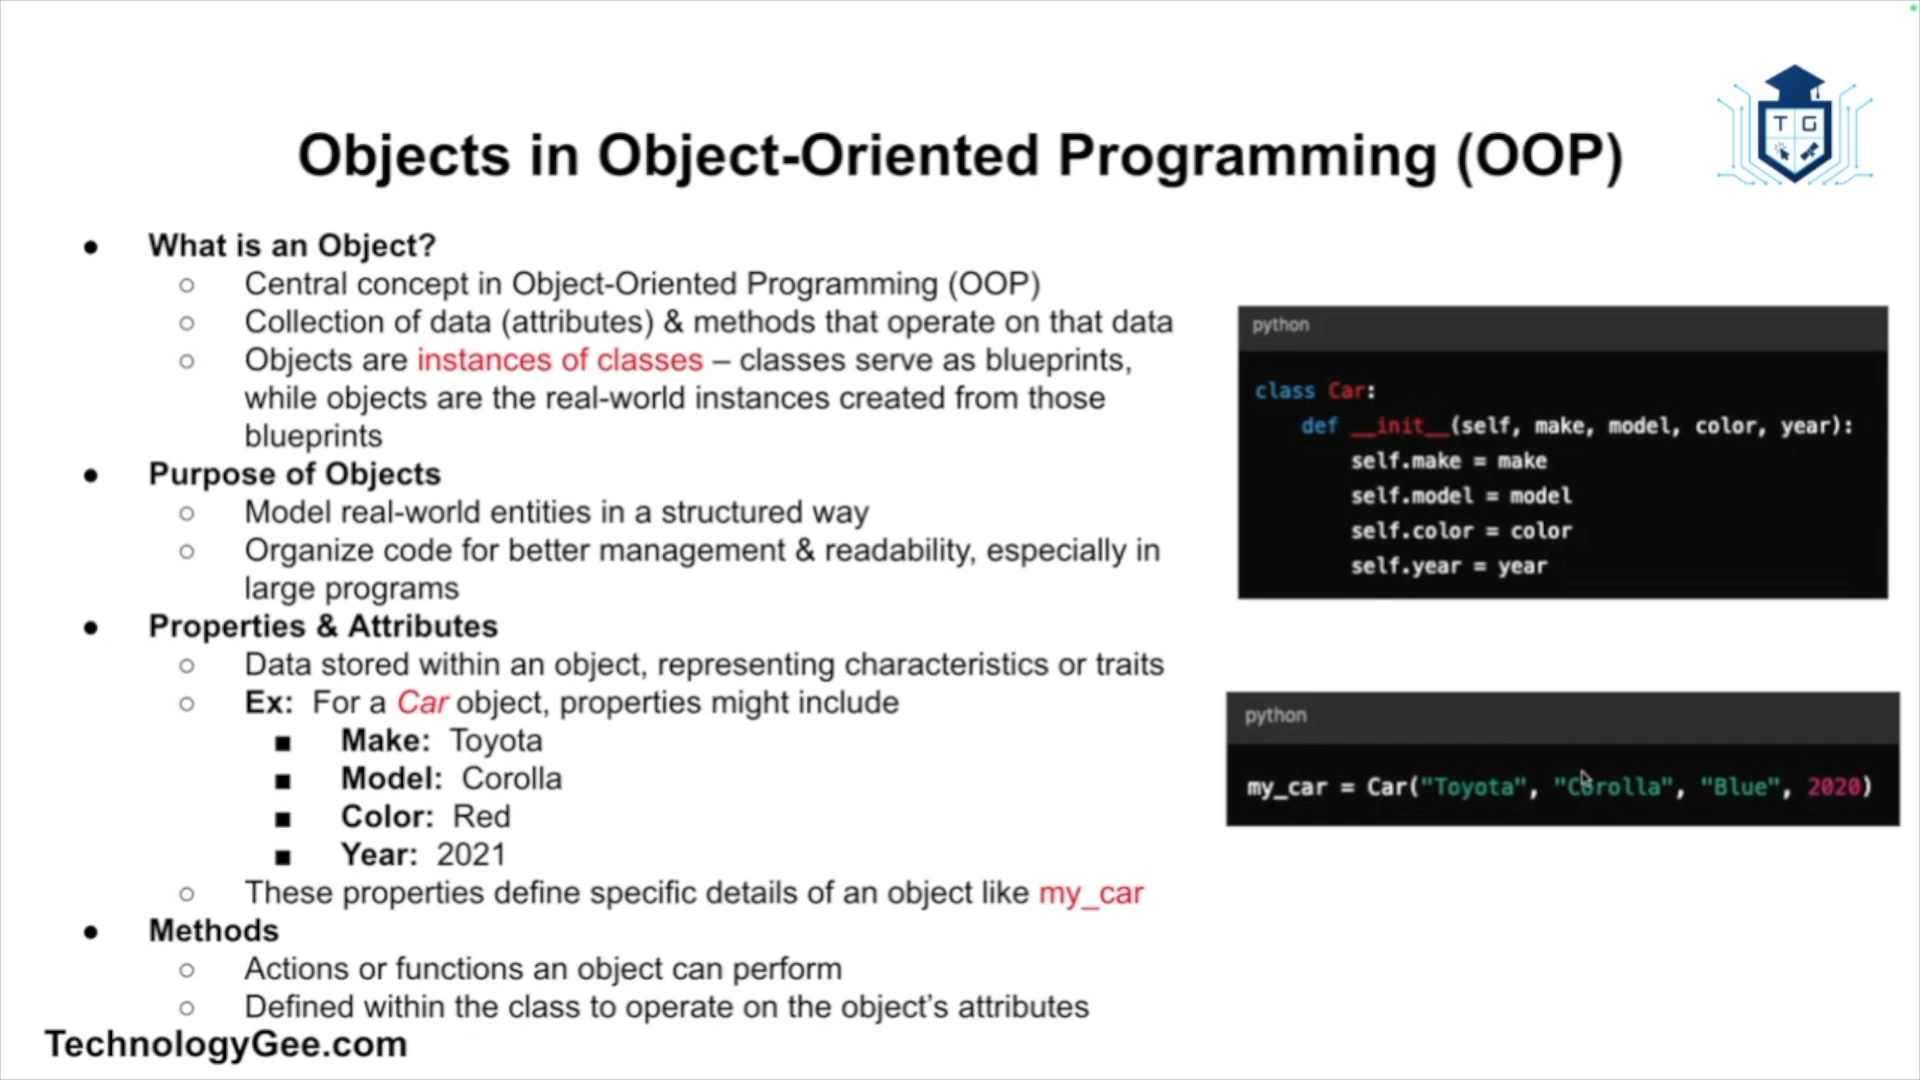 T G
Objects in Object-Oriented Programming (OOP)
● What is an Object?
○ Central concept in Object-Oriented Programming (OOP)
○ Collection of data (attributes) & methods that operate on that data
○ Objects are instances of classes – classes serve as blueprints,
while objects are the real-world instances created from those
blueprints
● Purpose of Objects
○ Model real-world entities in a structured way
○ Organize code for better management & readability, especially in
large programs
● Properties & Attributes
○ Data stored within an object, representing characteristics or traits
○ Ex: For a Car object, properties might include
■ Make: Toyota
■ Model: Corolla
■ Color: Red
■ Year: 2021
○ These properties define specific details of an object like my_car
● Methods
○ Actions or functions an object can perform
○ Defined within the class to operate on the object’s attributes
TechnologyGee.com
python
class Car:
    def __init__(self, make, model, color, year):
        self.make = make
        self.model = model
        self.color = color
        self.year = year
python
my_car = Car("Toyota", "Corolla", "Blue", 2020)